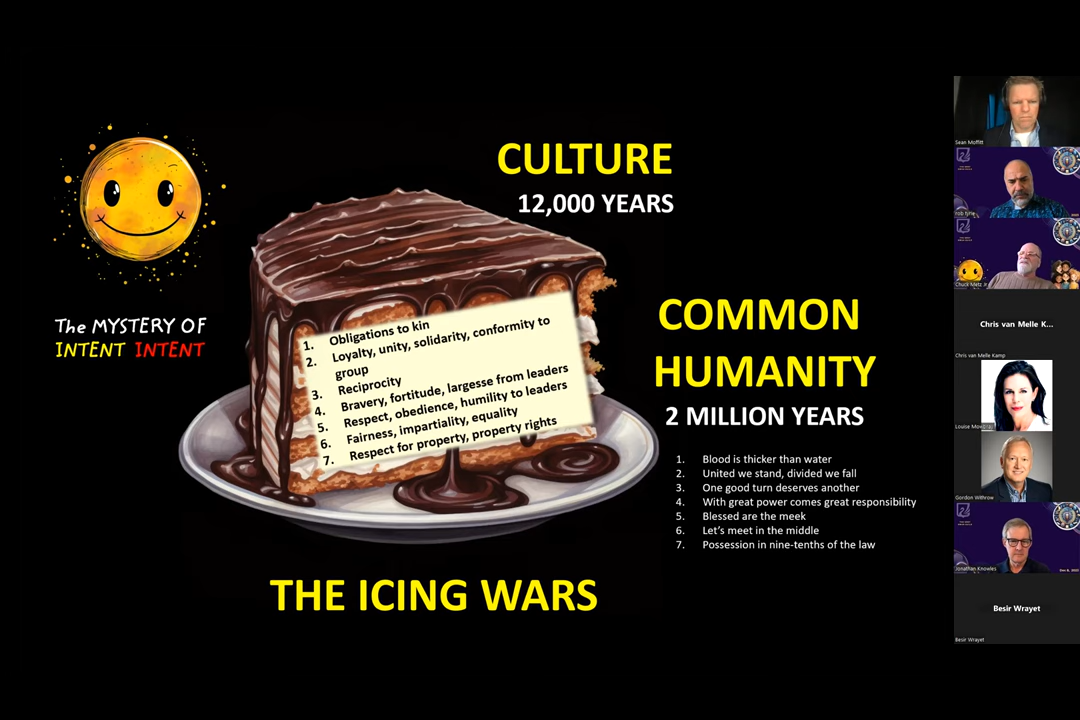 The MYSTERY OF
INTENT INTENT
CULTURE
12,000 YEARS
1. Obligations to kin
2. Loyalty, unity, solidarity, conformity to
group
3. Reciprocity
4. Bravery, fortitude, largesse from leaders
5. Respect, obedience, humility to leaders
6. Fairness, impartiality, equality
7. Respect for property, property rights
COMMON
HUMANITY
2 MILLION YEARS
1. Blood is thicker than water
2. United we stand, divided we fall
3. One good turn deserves another
4. With great power comes great responsibility
5. Blessed are the meek
6. Let's meet in the middle
7. Possession in nine-tenths of the law
THE ICING WARS
Sean Moffitt
Chuck Metz Jr
Chris van Melle K...
Chris van Melle Kamp
Louise
Gordon Withrow
Jonathan Knowles
Besir Wrayet
Besir Wrayet